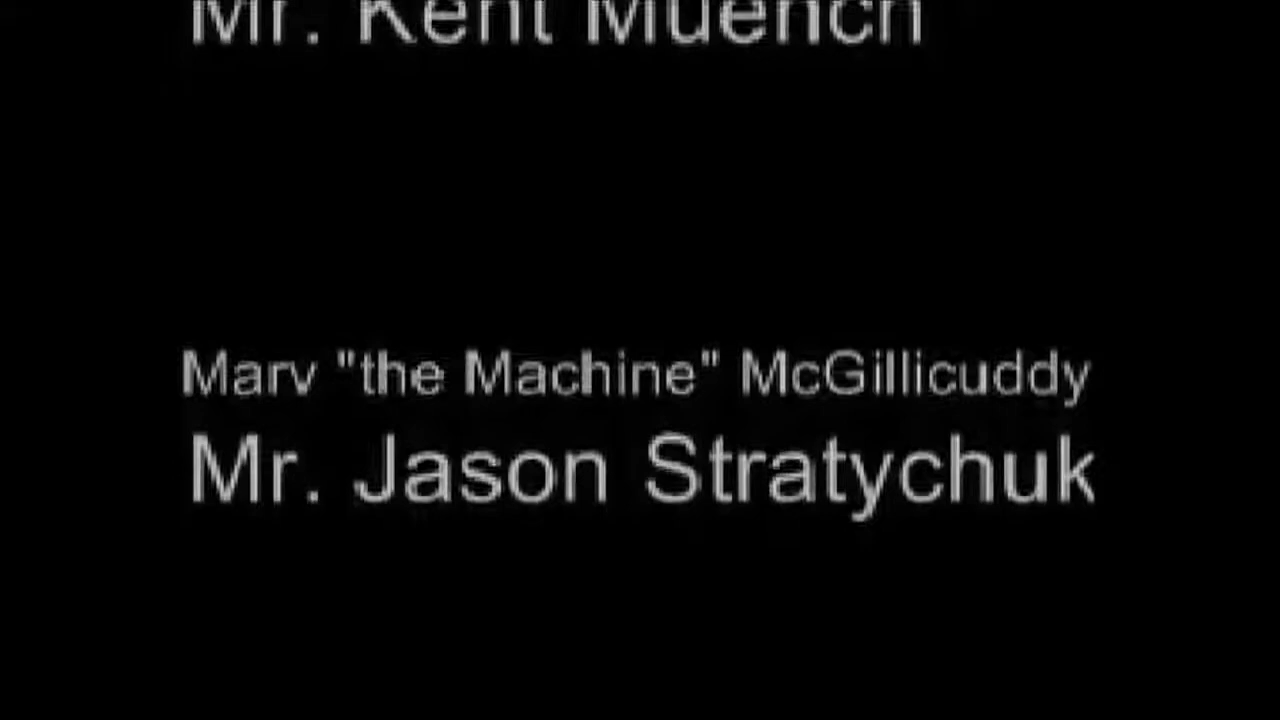 Mr. Kent Muench
Marv "the Machine" McGillicuddy
Mr. Jason Stratychuk